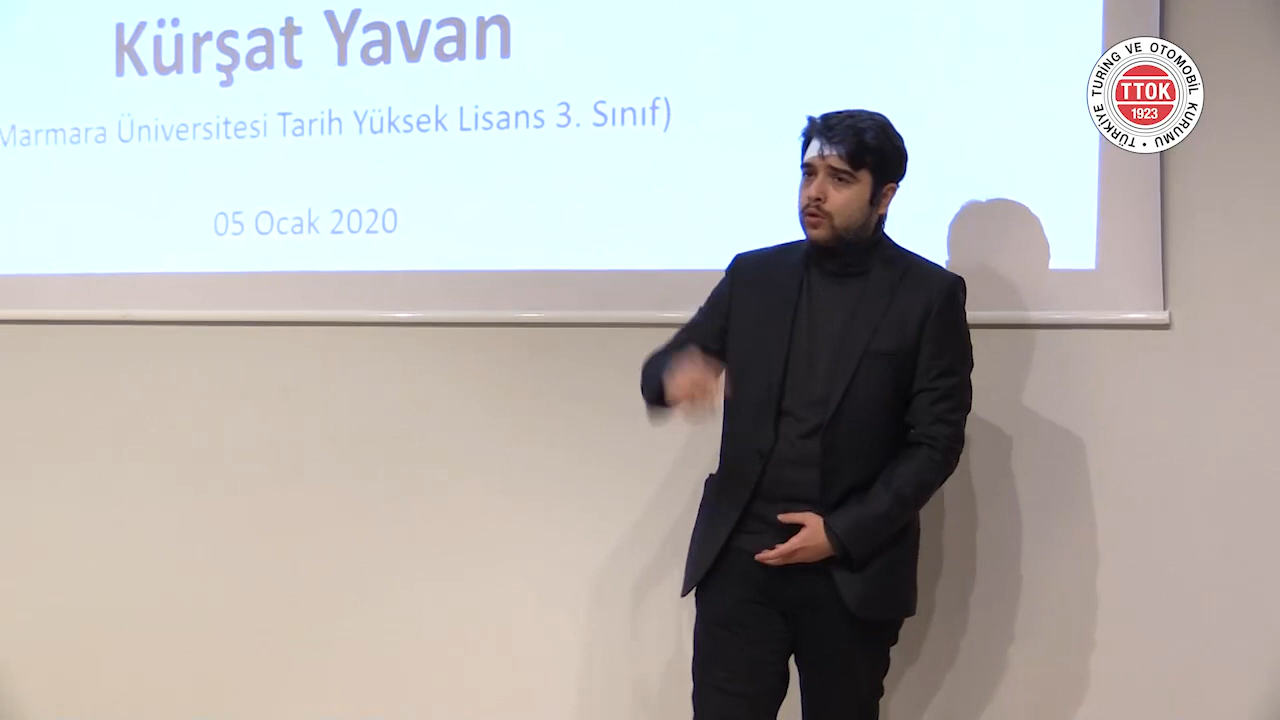 Kürşat Yavan
Marmara Üniversitesi Tarih Yüksek Lisans 3. Sınıf)
05 Ocak 2020
TÜRKİYE TURİNG VE OTOMOBİL KURUMU •
TTOK
1923